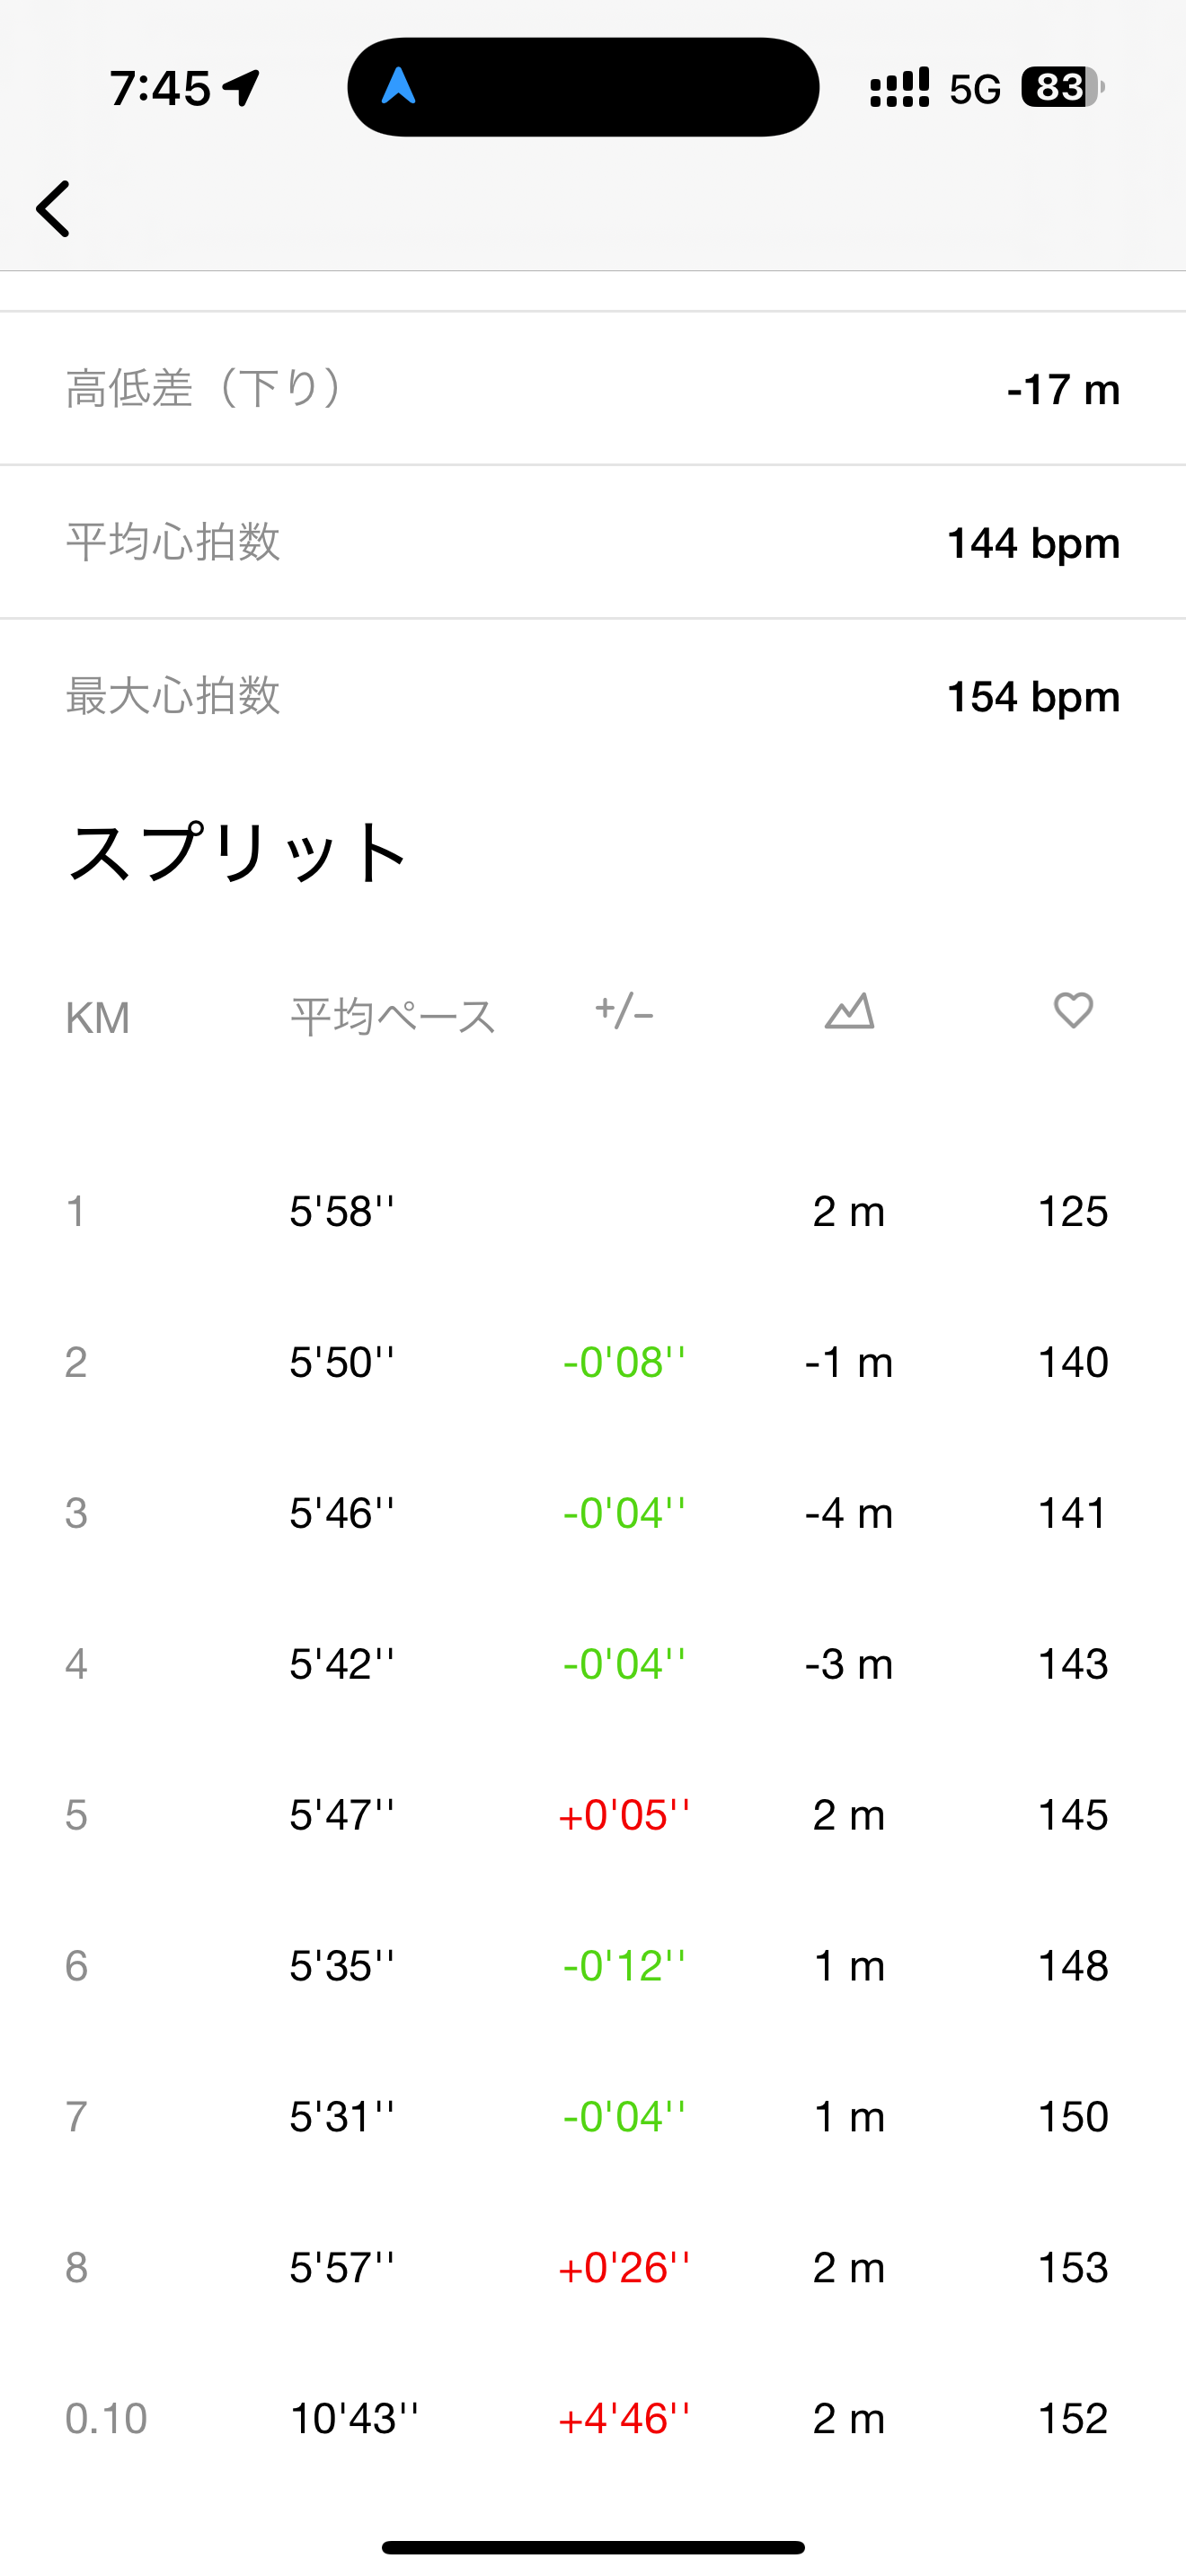 7:45 5G 83
高低差（下り） -17 m
平均心拍数 144 bpm
最大心拍数 154 bpm
スプリット
KM 平均ペース +/-
1 5'58'' 2 m 125
2 5'50'' -0'08'' -1 m 140
3 5'46'' -0'04'' -4 m 141
4 5'42'' -0'04'' -3 m 143
5 5'47'' +0'05'' 2 m 145
6 5'35'' -0'12'' 1 m 148
7 5'31'' -0'04'' 1 m 150
8 5'57'' +0'26'' 2 m 153
0.10 10'43'' +4'46'' 2 m 152